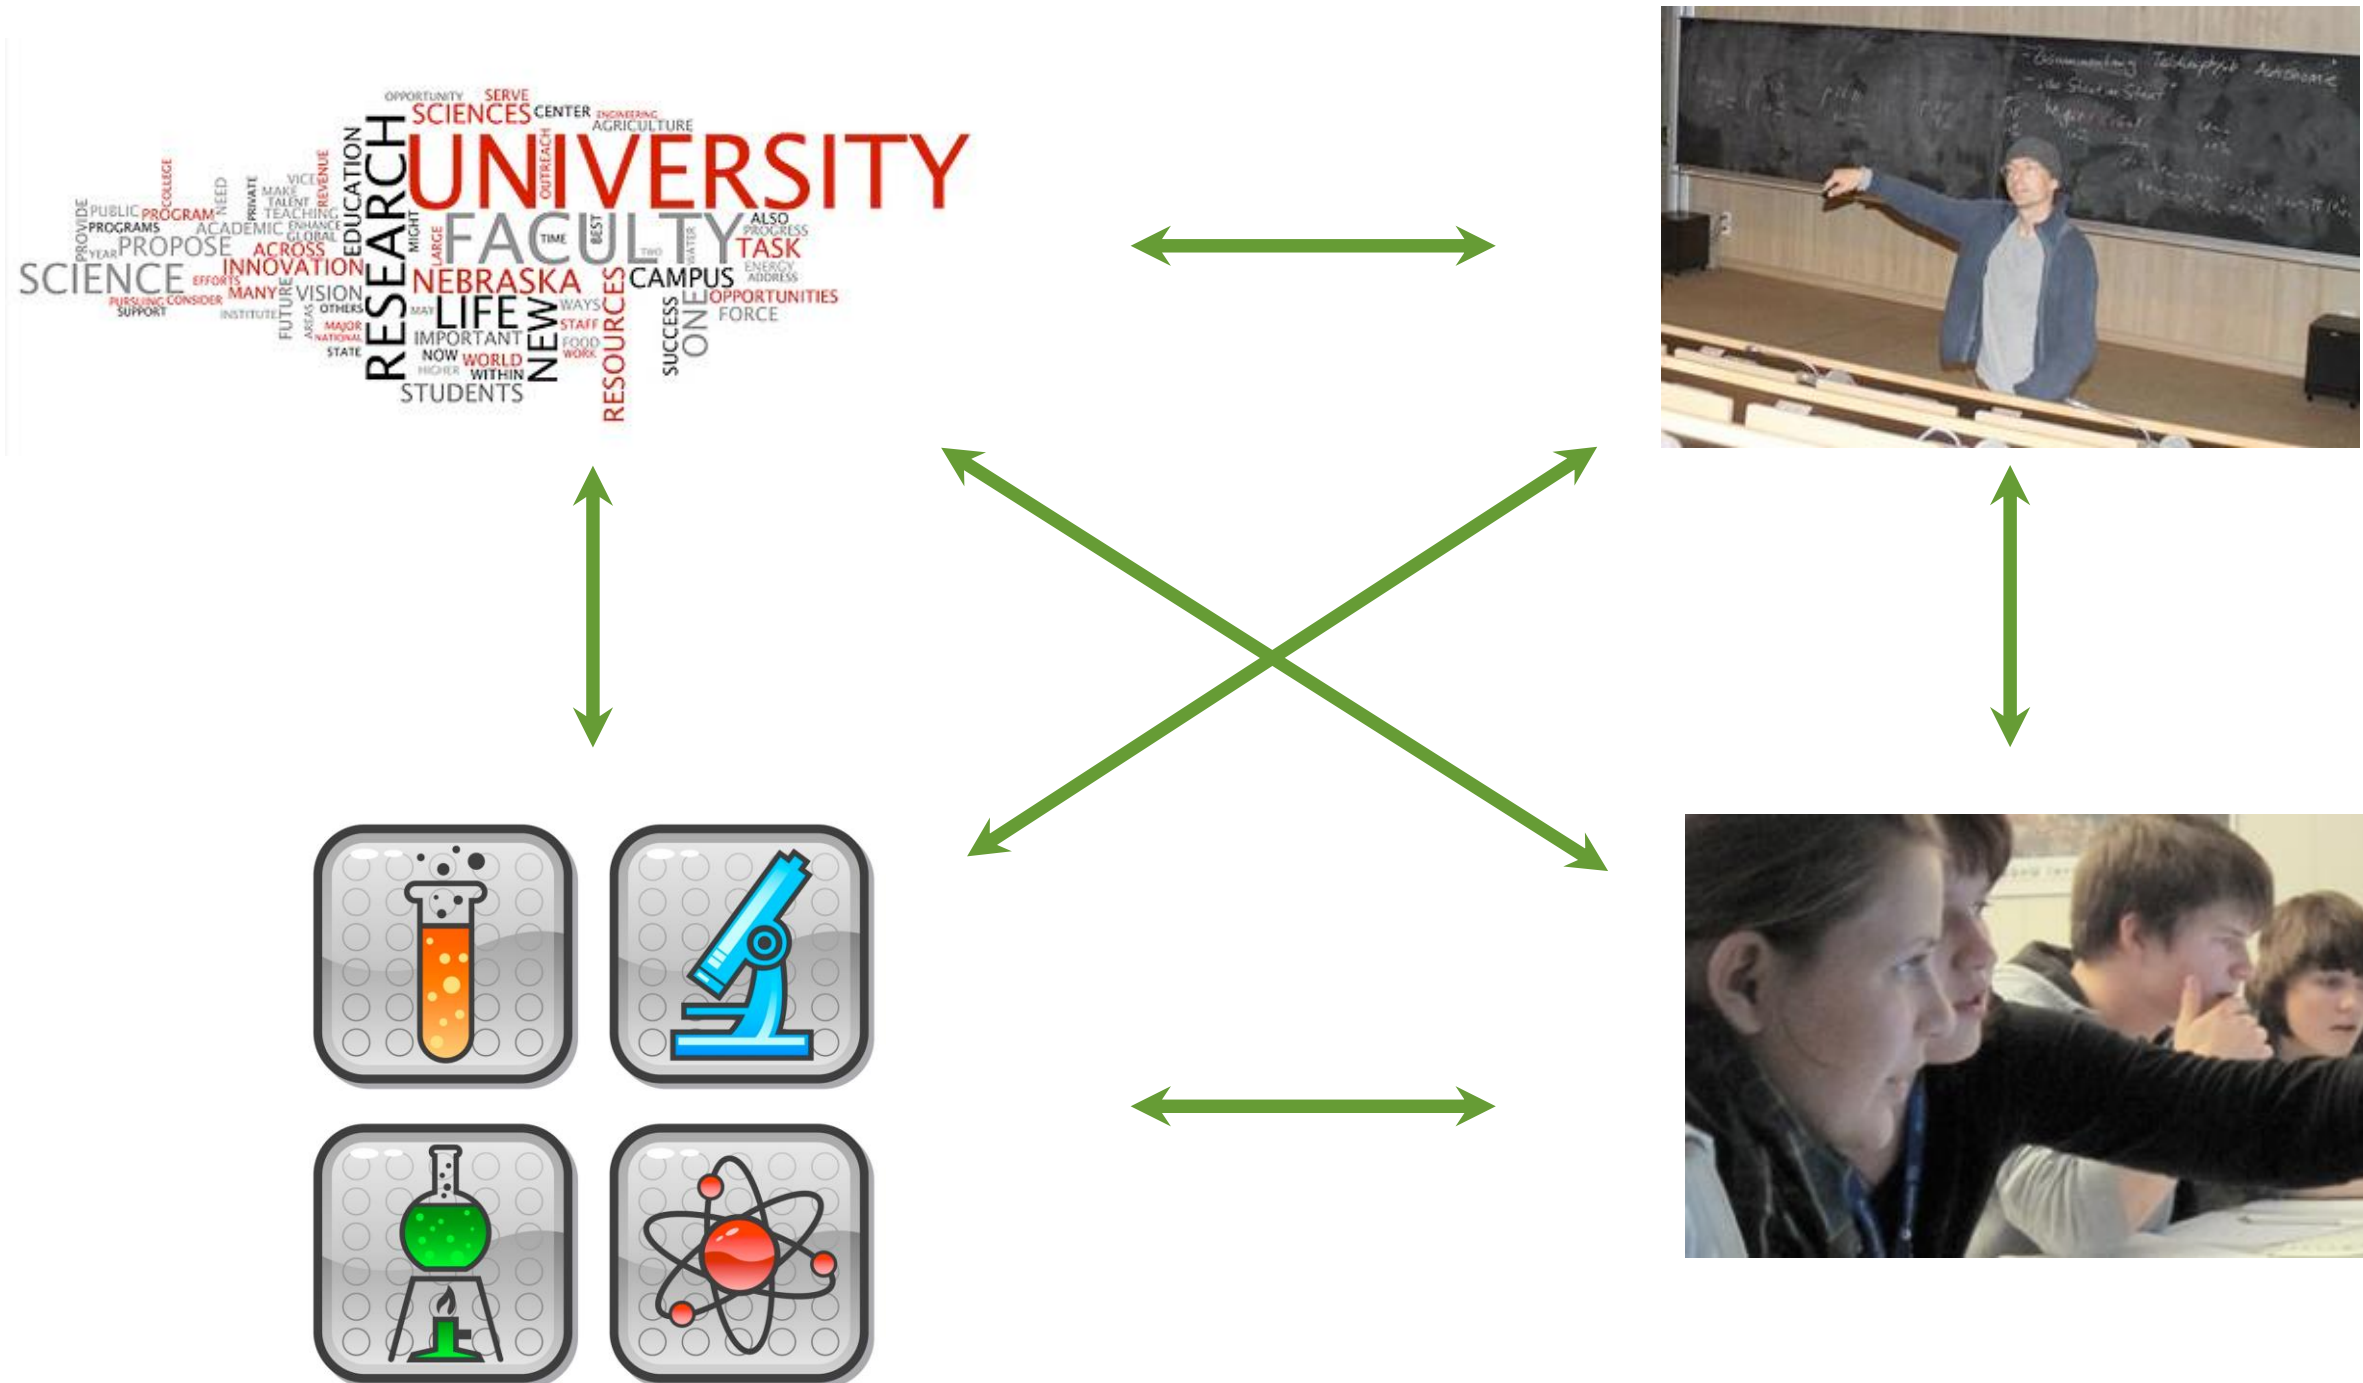 OPPORTUNITY SERVE
SCIENCES CENTER ENGINEERING
AGRICULTURE
UNIVERSITY
OUTREACH
RESEARCH
EDUCATION
COLLEGE
NEED
PRIVATE
VICE
REVENUE
MAKE
TALENT
PROVIDE
PUBLIC PROGRAM
TEACHING
PROGRAMS
ACADEMIC ENHANCE
GLOBAL
MIGHT
LARGE
FACULTY
TIME
BEST
TWO
WATER
ALSO
PROGRESS
TASK
YEAR PROPOSE
ACROSS
SCIENCE
INNOVATION
EFFORTS
NEBRASKA
CAMPUS
ENERGY
ADDRESS
PURSUING CONSIDER MANY VISION
SUPPORT
INSTITUTE
FUTURE
AREAS
OTHERS
MAY
LIFE
NEW
WAYS
RESOURCES
SUCCESS
ONE
OPPORTUNITIES
FORCE
MAJOR
NATIONAL
STATE
IMPORTANT
STAFF
FOOD
WORK
NOW WORLD
HIGHER WITHIN
STUDENTS